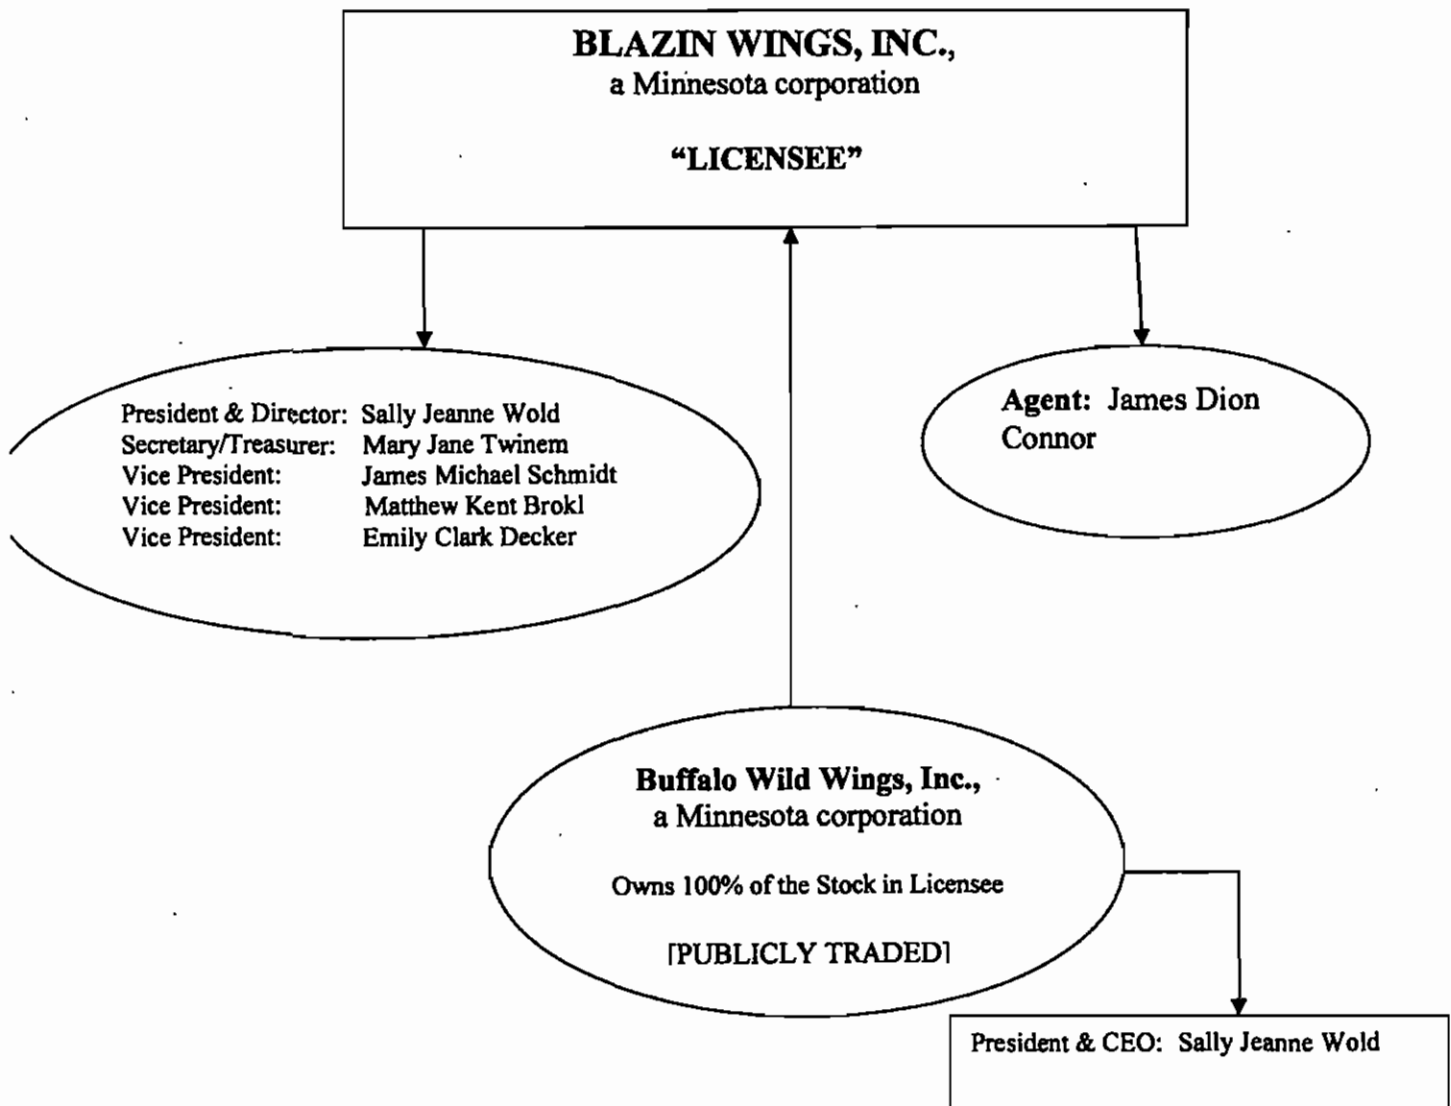 BLAZIN WINGS, INC.,
a Minnesota corporation
“LICENSEE”
President & Director: Sally Jeanne Wold
Secretary/Treasurer: Mary Jane Twinem
Vice President: James Michael Schmidt
Vice President: Matthew Kent Brokl
Vice President: Emily Clark Decker
Agent: James Dion
Connor
Buffalo Wild Wings, Inc.,
a Minnesota corporation
Owns 100% of the Stock in Licensee
[PUBLICLY TRADED]
President & CEO: Sally Jeanne Wold